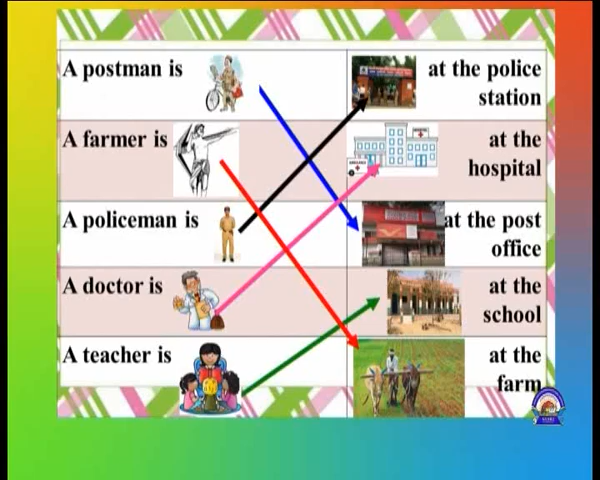 A postman is
at the police
station
A farmer is
at the
hospital
A policeman is
at the post
office
A doctor is
at the
school
A teacher is
at the
farm